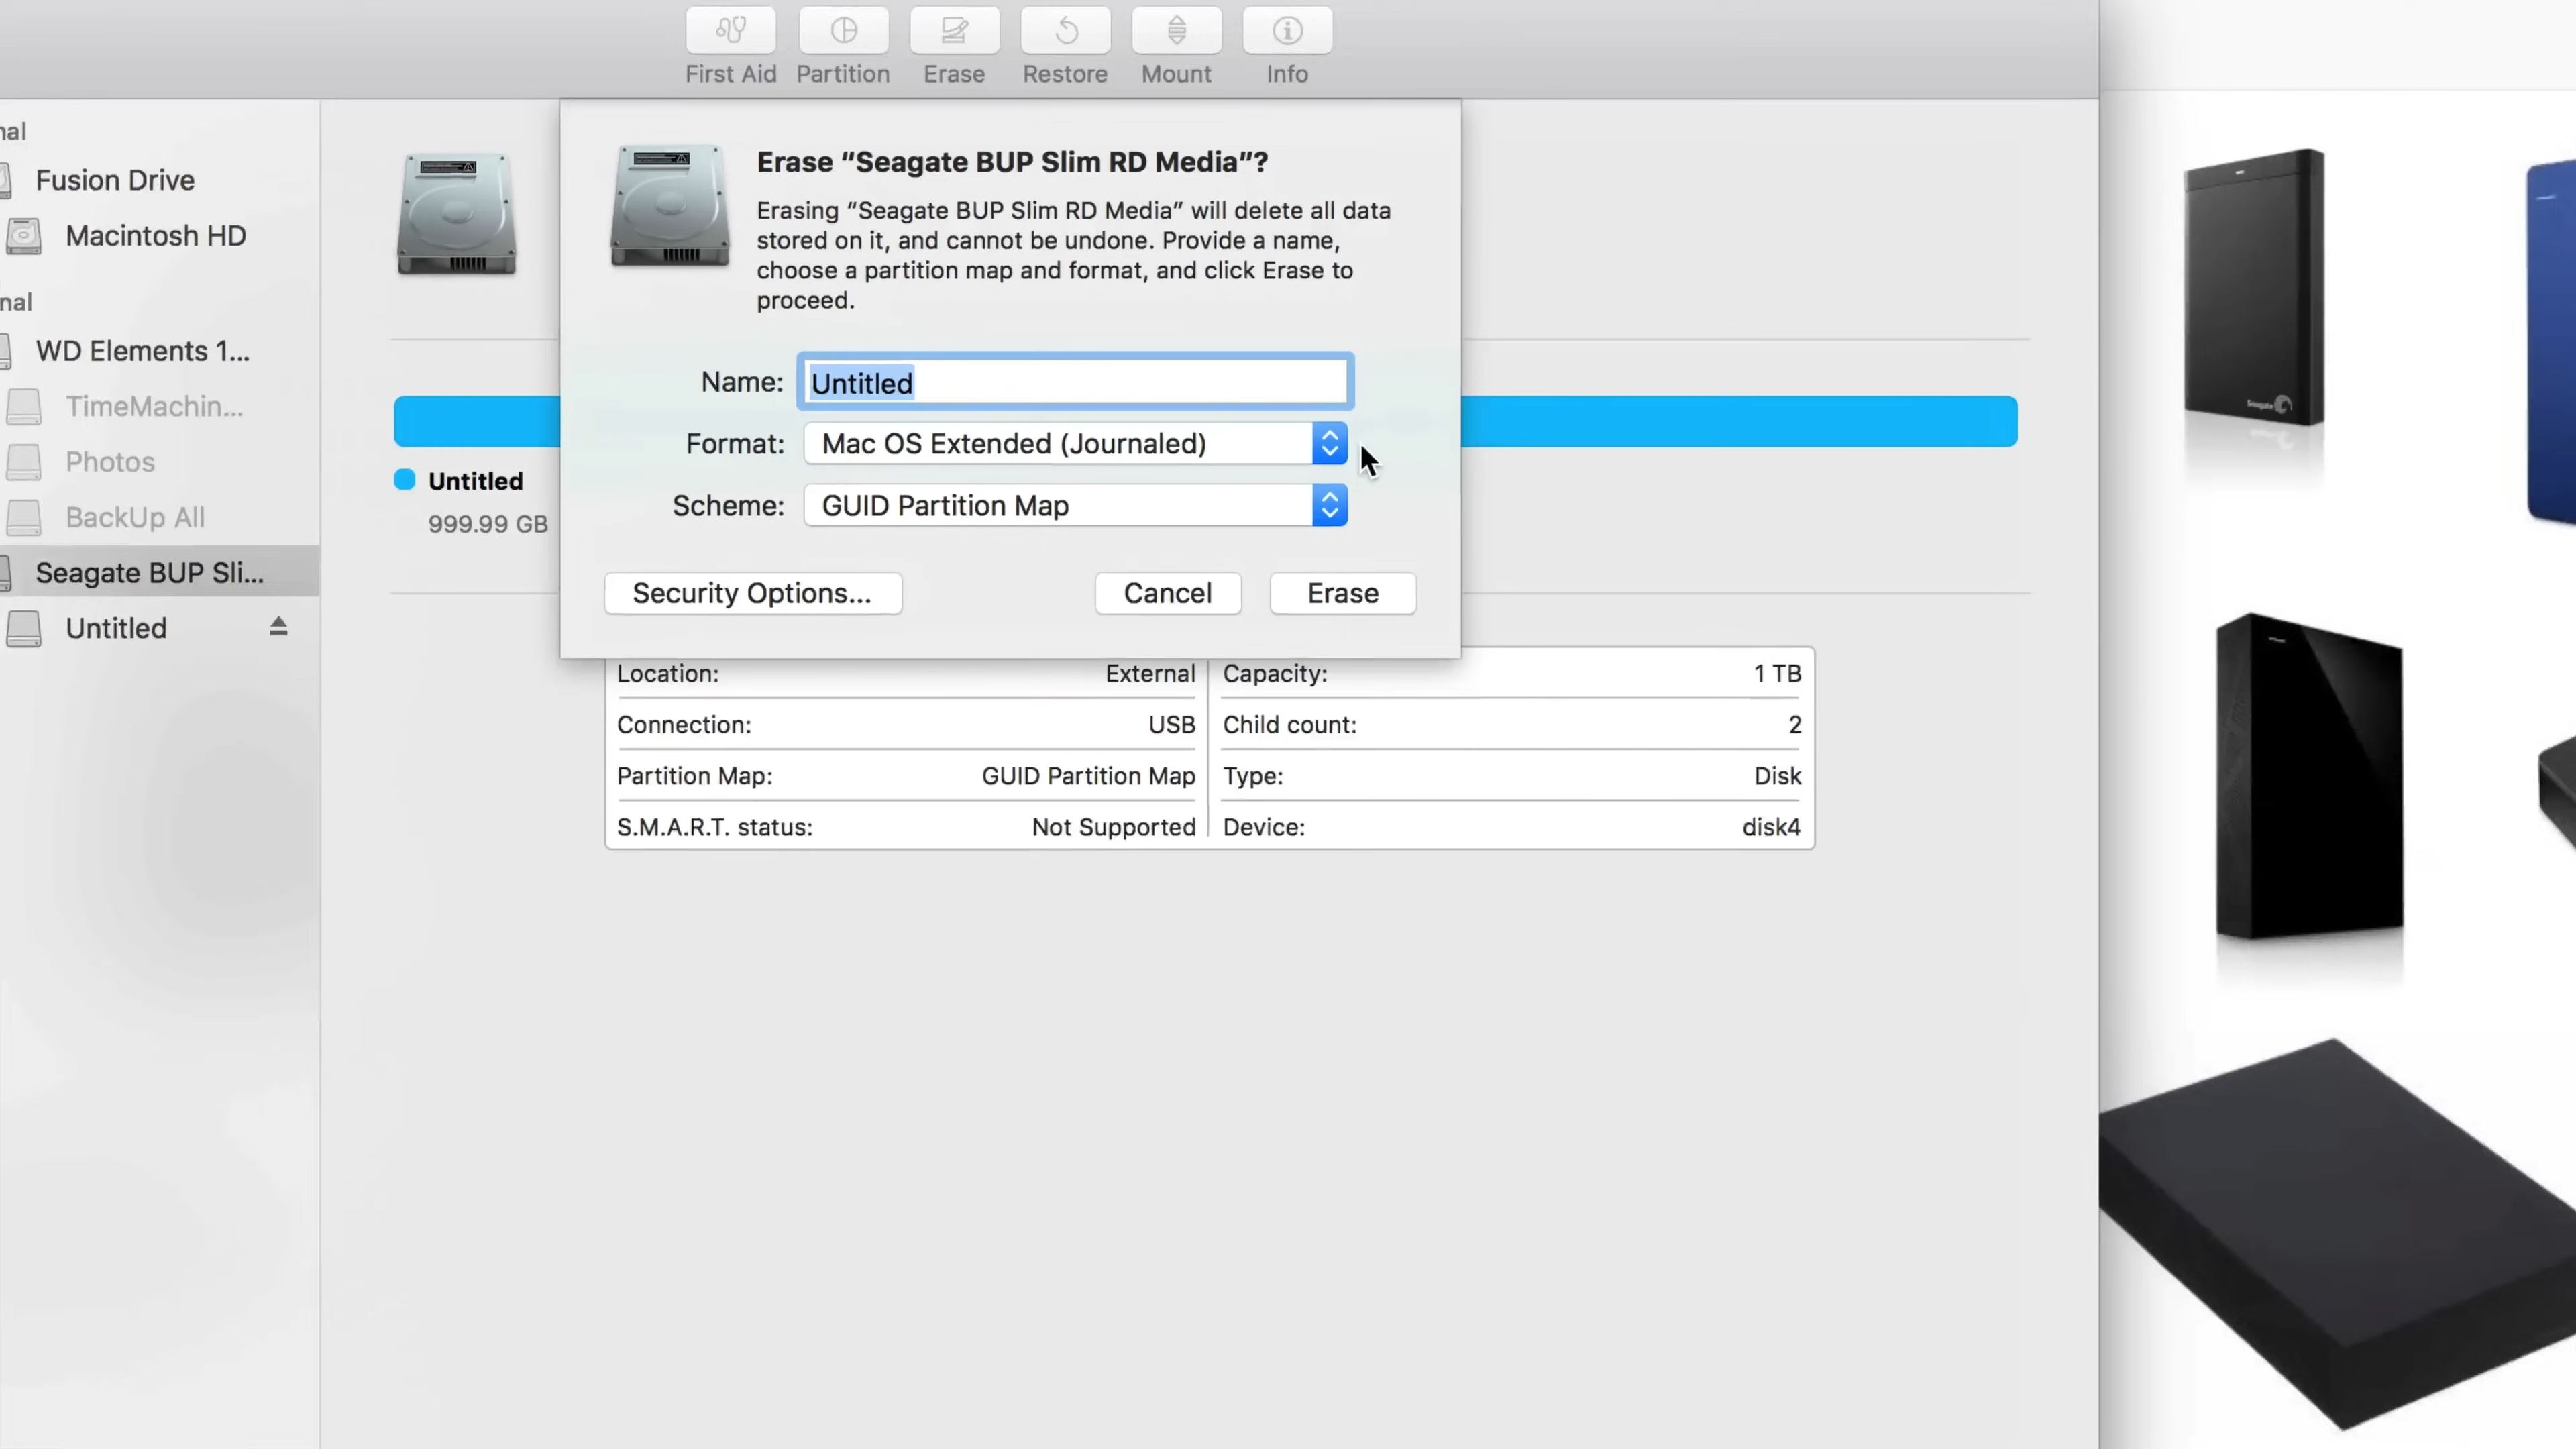 First Aid Partition Erase Restore Mount Info
nal
Fusion Drive
Macintosh HD
nal
WD Elements 1...
TimeMachin...
Photos
BackUp All
Seagate BUP Sli...
Untitled
Untitled
999.99 GB
Erase “Seagate BUP Slim RD Media”?
Erasing “Seagate BUP Slim RD Media” will delete all data
stored on it, and cannot be undone. Provide a name,
choose a partition map and format, and click Erase to
proceed.
Name: Untitled
Format: Mac OS Extended (Journaled)
Scheme: GUID Partition Map
Security Options... Cancel Erase
Location: External Capacity: 1 TB
Connection: USB Child count: 2
Partition Map: GUID Partition Map Type: Disk
S.M.A.R.T. status: Not Supported Device: disk4
Seagate